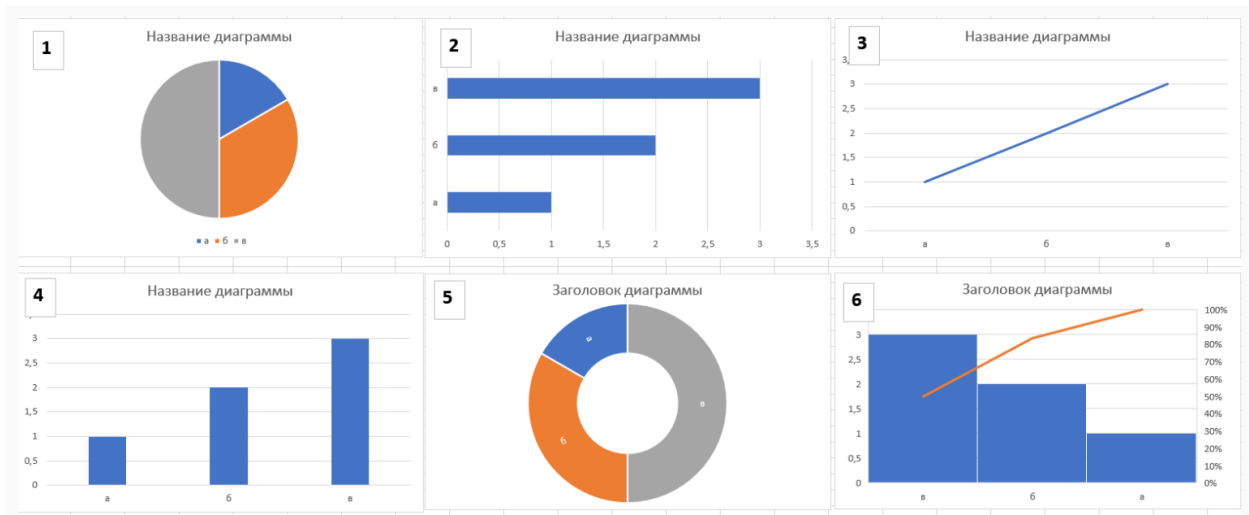 1
Название диаграммы
а б в
2
Название диаграммы
в
б
а
0 0,5 1 1,5 2 2,5 3 3,5
3
Название диаграммы
3
2,5
2
1,5
1
0,5
0
а б в
4
Название диаграммы
3
2,5
2
1,5
1
0,5
0
а б в
5
Заголовок диаграммы
а
в
б
6
Заголовок диаграммы
3
2,5
2
1,5
1
0,5
0
100%
90%
80%
70%
60%
50%
40%
30%
20%
10%
0%
в б а